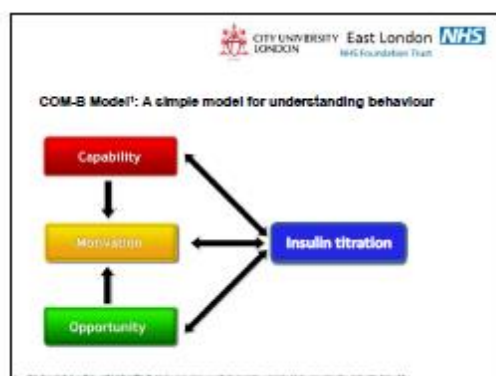 CITY UNIVERSITY LONDON
East London NHS
NHS Foundation Trust
COM-B Model¹: A simple model for understanding behaviour
Capability
Motivation
Insulin titration
Opportunity